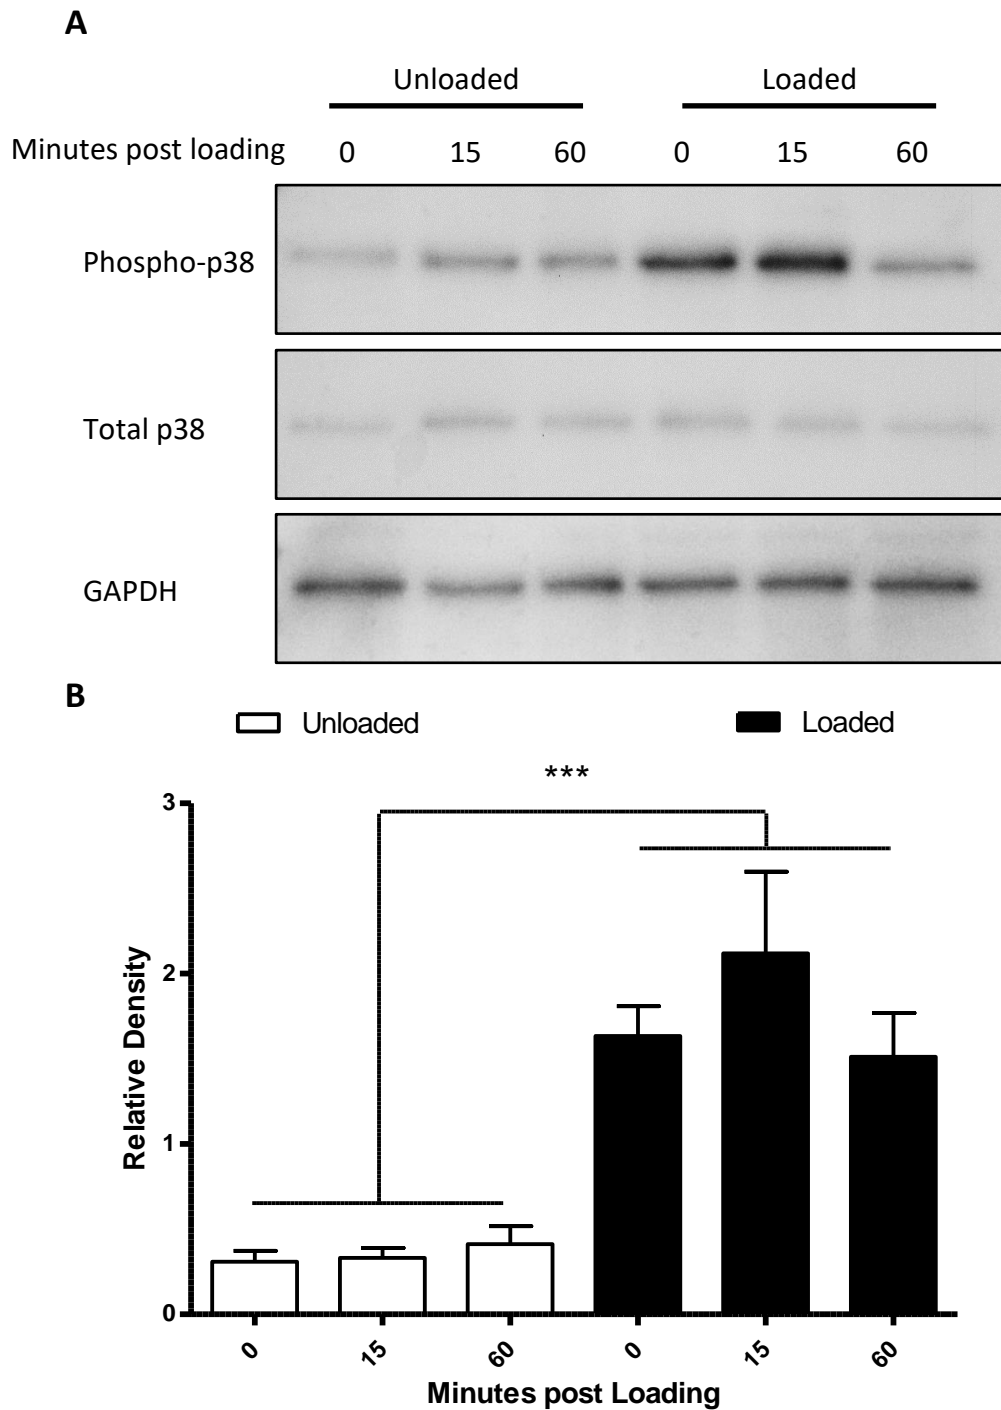 A
Unloaded Loaded
Minutes post loading 0 15 60 0 15 60
Phospho-p38
Total p38
GAPDH
B
Unloaded Loaded
***
3
2
1
0
Relative Density
0 15 60 0 15 60
Minutes post Loading